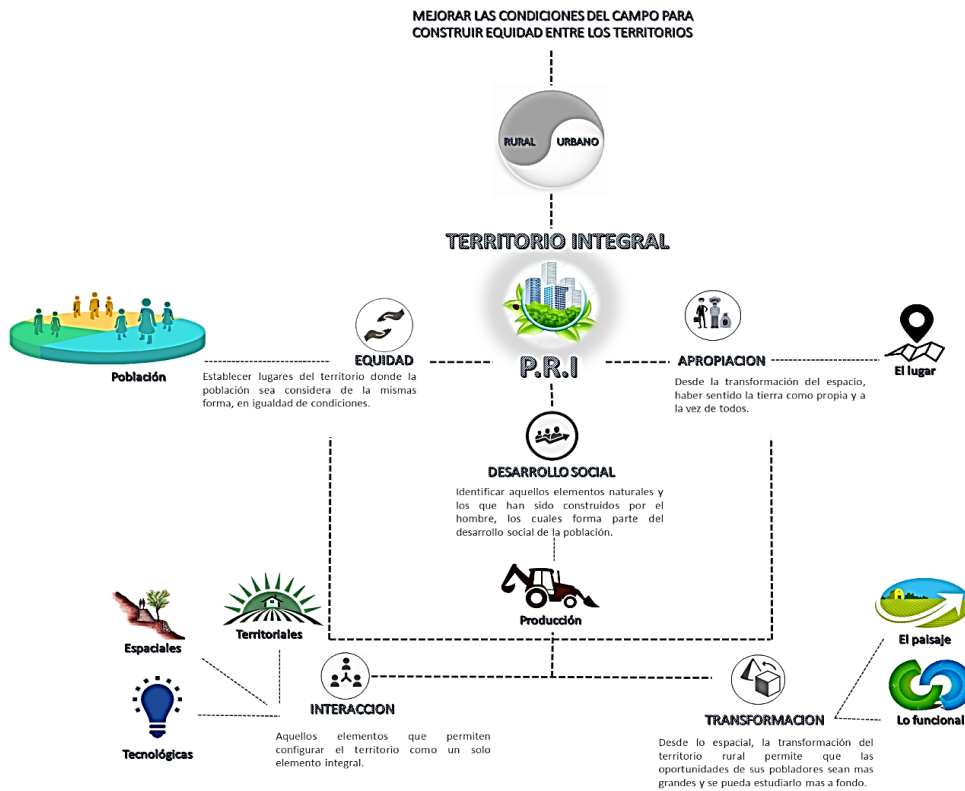 MEJORAR LAS CONDICIONES DEL CAMPO PARA
CONSTRUIR EQUIDAD ENTRE LOS TERRITORIOS
RURAL
URBANO
TERRITORIO INTEGRAL
P.R.I
Población
EQUIDAD
Establecer lugares del territorio donde la
población sea considera de la mismas
forma, en igualdad de condiciones.
APROPIACION
Desde la transformación del espacio,
haber sentido la tierra como propia y a
la vez de todos.
El lugar
DESARROLLO SOCIAL
Identificar aquellos elementos naturales y
los que han sido construidos por el
hombre, los cuales forma parte del
desarrollo social de la población.
Producción
Espaciales
Territoriales
Tecnológicas
INTERACCION
Aquellos elementos que permiten
configurar el territorio como un solo
elemento integral.
TRANSFORMACION
Desde lo espacial, la transformación del
territorio rural permite que las
oportunidades de sus pobladores sean mas
grandes y se pueda estudiarlo mas a fondo.
El paisaje
Lo funcional